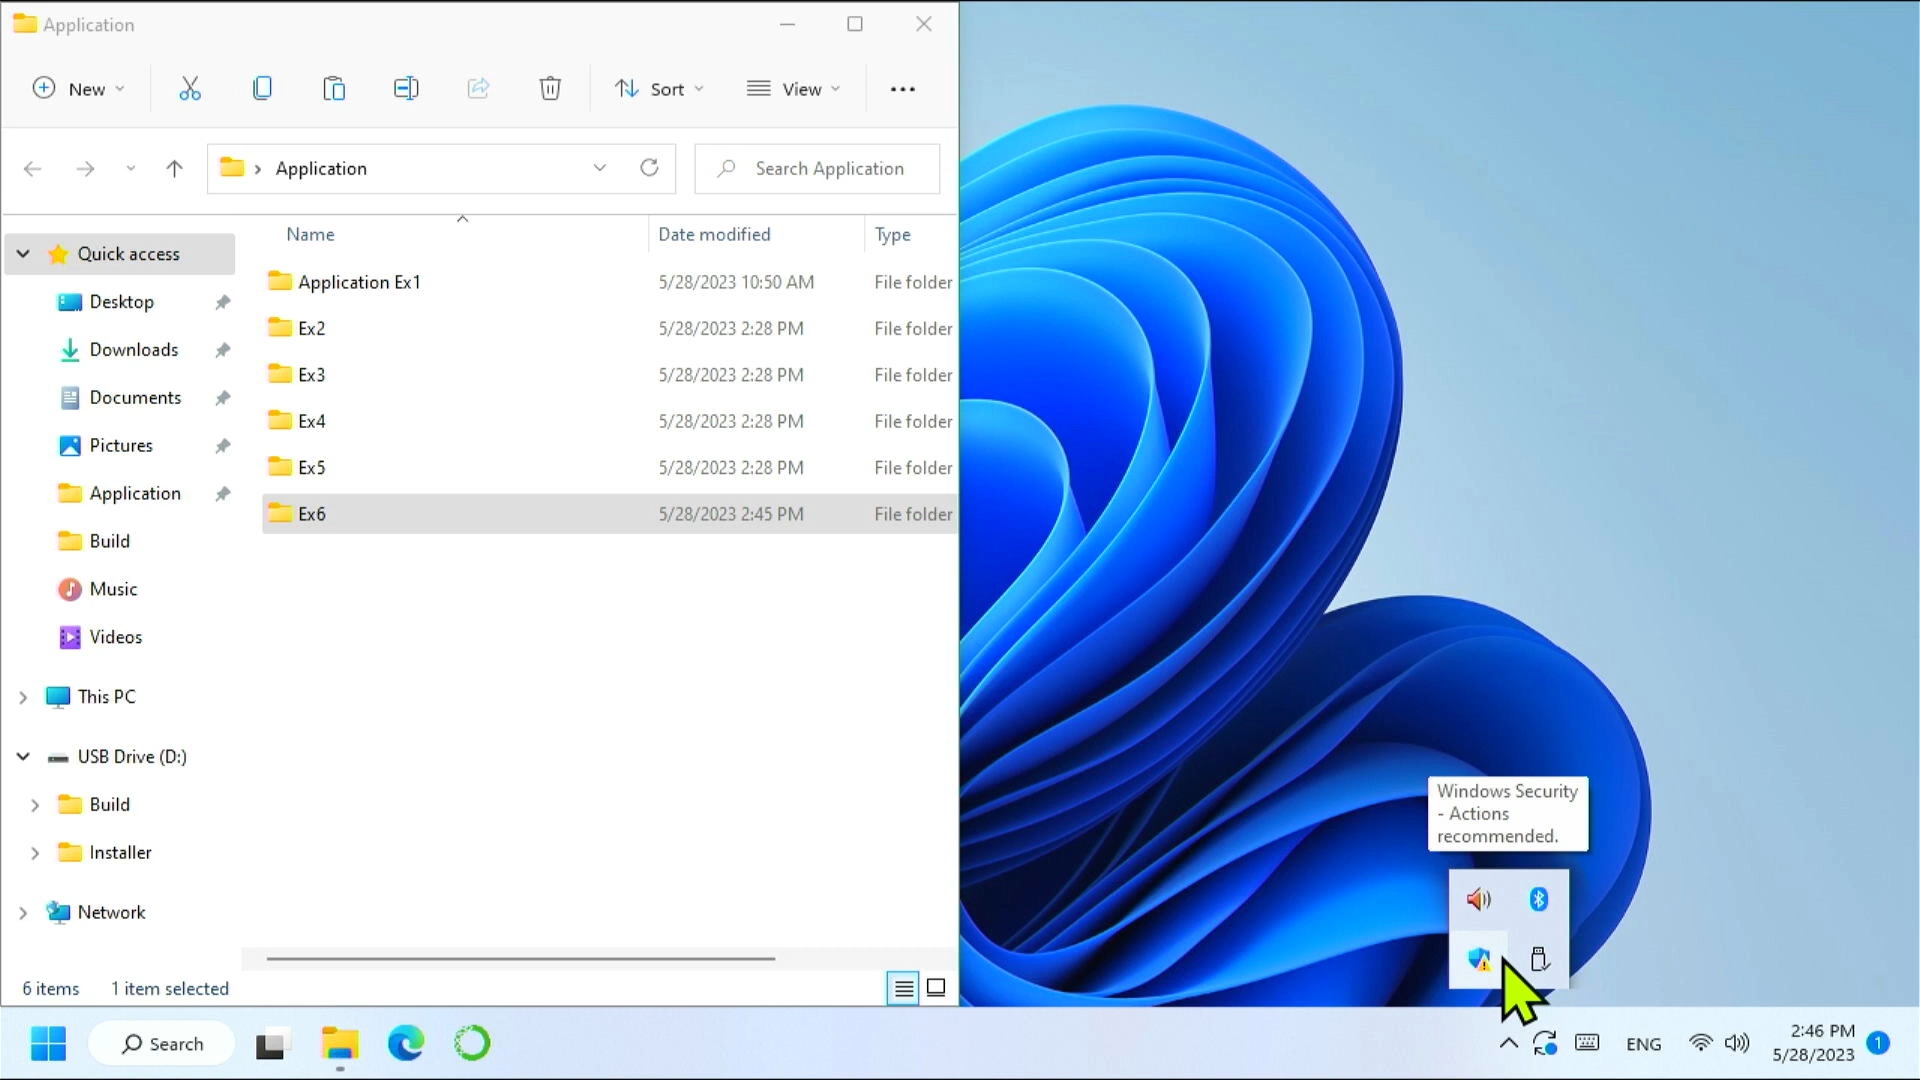 Application
New
Sort
View
Application
Search Application
Name
Date modified
Type
Quick access
Desktop
Downloads
Documents
Pictures
Application
Build
Music
Videos
This PC
USB Drive (D:)
Build
Installer
Network
Application Ex1 5/28/2023 10:50 AM File folder
Ex2 5/28/2023 2:28 PM File folder
Ex3 5/28/2023 2:28 PM File folder
Ex4 5/28/2023 2:28 PM File folder
Ex5 5/28/2023 2:28 PM File folder
Ex6 5/28/2023 2:45 PM File folder
6 items 1 item selected
Windows Security
- Actions
recommended.
Search
ENG
2:46 PM
5/28/2023
1